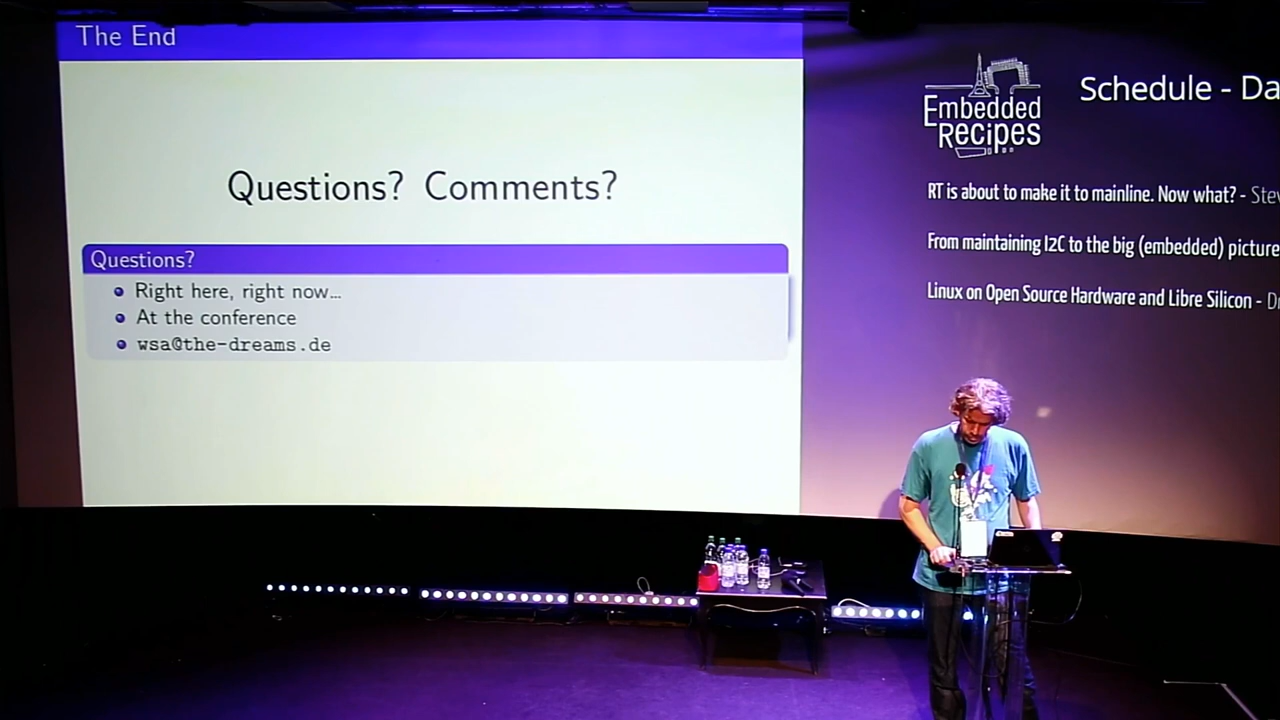 The End
Questions? Comments?
Questions?
Right here, right now...
At the conference
wsa@the-dreams.de
Embedded
Recipes
Schedule - Da
RT is about to make it to mainline. Now what? - Stev
From maintaining I2C to the big (embedded) picture
Linux on Open Source Hardware and Libre Silicon - Dr